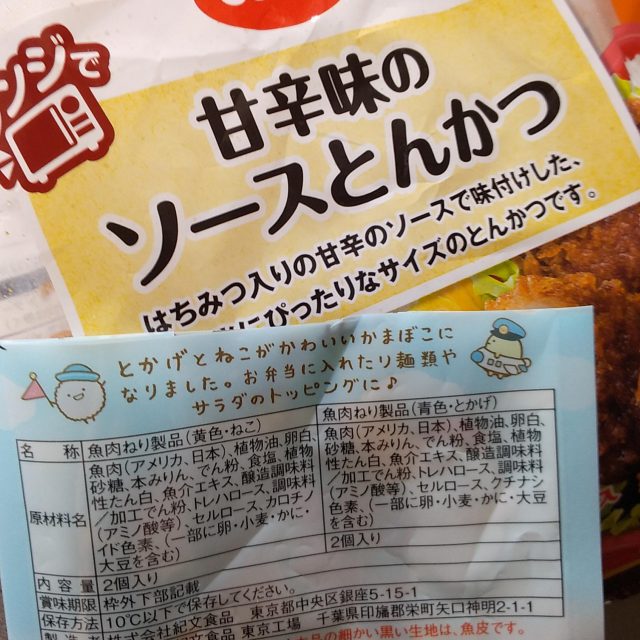 ンジで
甘辛味の
ソースとんかつ
はちみつ入りの甘辛のソースで味付けした、
にぴったりなサイズのとんかつです。
とかげとねこがかわいいかまぼこに
なりました。お弁当に入れたり麺類や
サラダのトッピングに♪
名 称 魚肉ねり製品(黄色・ねこ) 魚肉ねり製品(青色・とかげ)
原材料名
魚肉(アメリカ、日本)、植物油、卵白、
砂糖、本みりん、でん粉、食塩、植物
性たん白、魚介エキス、醸造調味料
/加工でん粉、トレハロース、調味料
(アミノ酸等)、セルロース、カロチノ
イド色素、(一部に卵・小麦・かに・
大豆を含む)
魚肉(アメリカ、日本)、植物油、卵白、
砂糖、本みりん、でん粉、食塩、植物
性たん白、魚介エキス、醸造調味料
/加工でん粉、トレハロース、調味料
(アミノ酸等)、セルロース、クチナシ
色素、(一部に卵・小麦・かに・大豆
を含む)
内 容 量 2個入り 2個入り
賞味期限 枠外下部記載
保存方法 10℃以下で保存してください。
製 造 者 株式会社紀文食品 東京都中央区銀座5-15-1
株式会社紀文食品 東京工場 千葉県印旛郡栄町矢口神明2-1-1
の細かい黒い生地は、魚皮です。